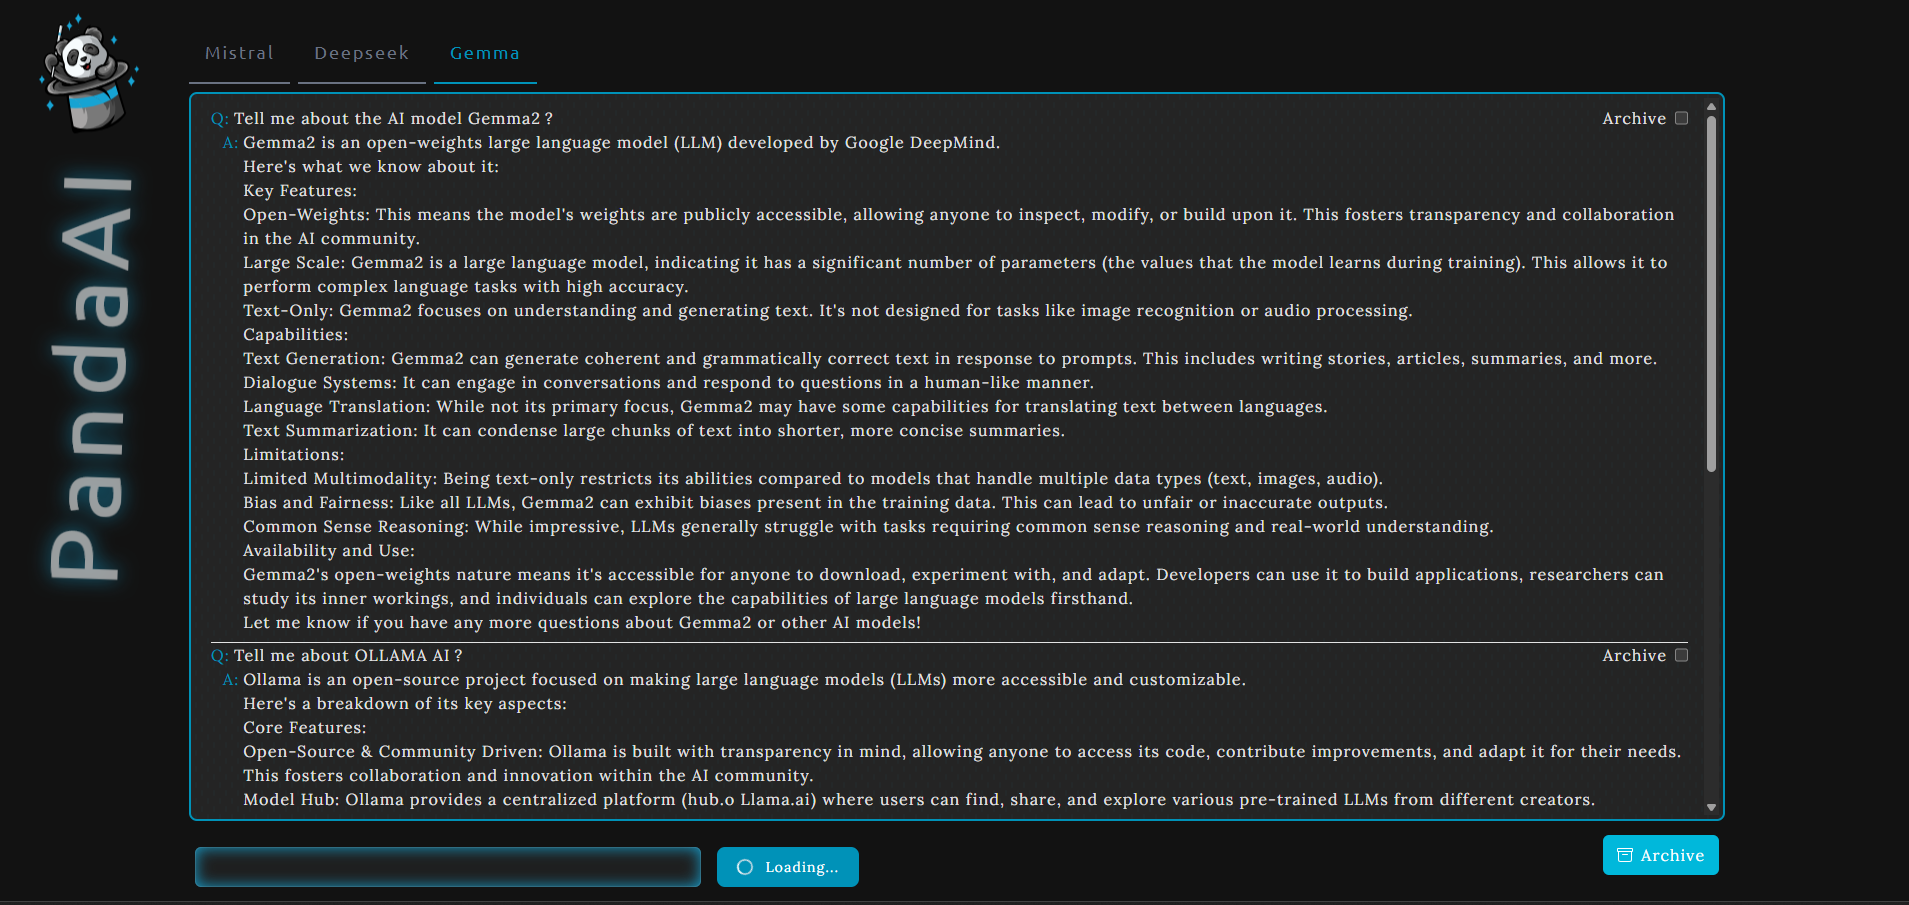 PandaAI
Mistral
Deepseek
Gemma
Q: Tell me about the AI model Gemma2 ?
Archive
A: Gemma2 is an open-weights large language model (LLM) developed by Google DeepMind.
Here's what we know about it:
Key Features:
Open-Weights: This means the model's weights are publicly accessible, allowing anyone to inspect, modify, or build upon it. This fosters transparency and collaboration
in the AI community.
Large Scale: Gemma2 is a large language model, indicating it has a significant number of parameters (the values that the model learns during training). This allows it to
perform complex language tasks with high accuracy.
Text-Only: Gemma2 focuses on understanding and generating text. It's not designed for tasks like image recognition or audio processing.
Capabilities:
Text Generation: Gemma2 can generate coherent and grammatically correct text in response to prompts. This includes writing stories, articles, summaries, and more.
Dialogue Systems: It can engage in conversations and respond to questions in a human-like manner.
Language Translation: While not its primary focus, Gemma2 may have some capabilities for translating text between languages.
Text Summarization: It can condense large chunks of text into shorter, more concise summaries.
Limitations:
Limited Multimodality: Being text-only restricts its abilities compared to models that handle multiple data types (text, images, audio).
Bias and Fairness: Like all LLMs, Gemma2 can exhibit biases present in the training data. This can lead to unfair or inaccurate outputs.
Common Sense Reasoning: While impressive, LLMs generally struggle with tasks requiring common sense reasoning and real-world understanding.
Availability and Use:
Gemma2's open-weights nature means it's accessible for anyone to download, experiment with, and adapt. Developers can use it to build applications, researchers can
study its inner workings, and individuals can explore the capabilities of large language models firsthand.
Let me know if you have any more questions about Gemma2 or other AI models!
Q: Tell me about OLLAMA AI ?
Archive
A: Ollama is an open-source project focused on making large language models (LLMs) more accessible and customizable.
Here's a breakdown of its key aspects:
Core Features:
Open-Source & Community Driven: Ollama is built with transparency in mind, allowing anyone to access its code, contribute improvements, and adapt it for their needs.
This fosters collaboration and innovation within the AI community.
Model Hub: Ollama provides a centralized platform (hub.o Llama.ai) where users can find, share, and explore various pre-trained LLMs from different creators.
Loading...
Archive